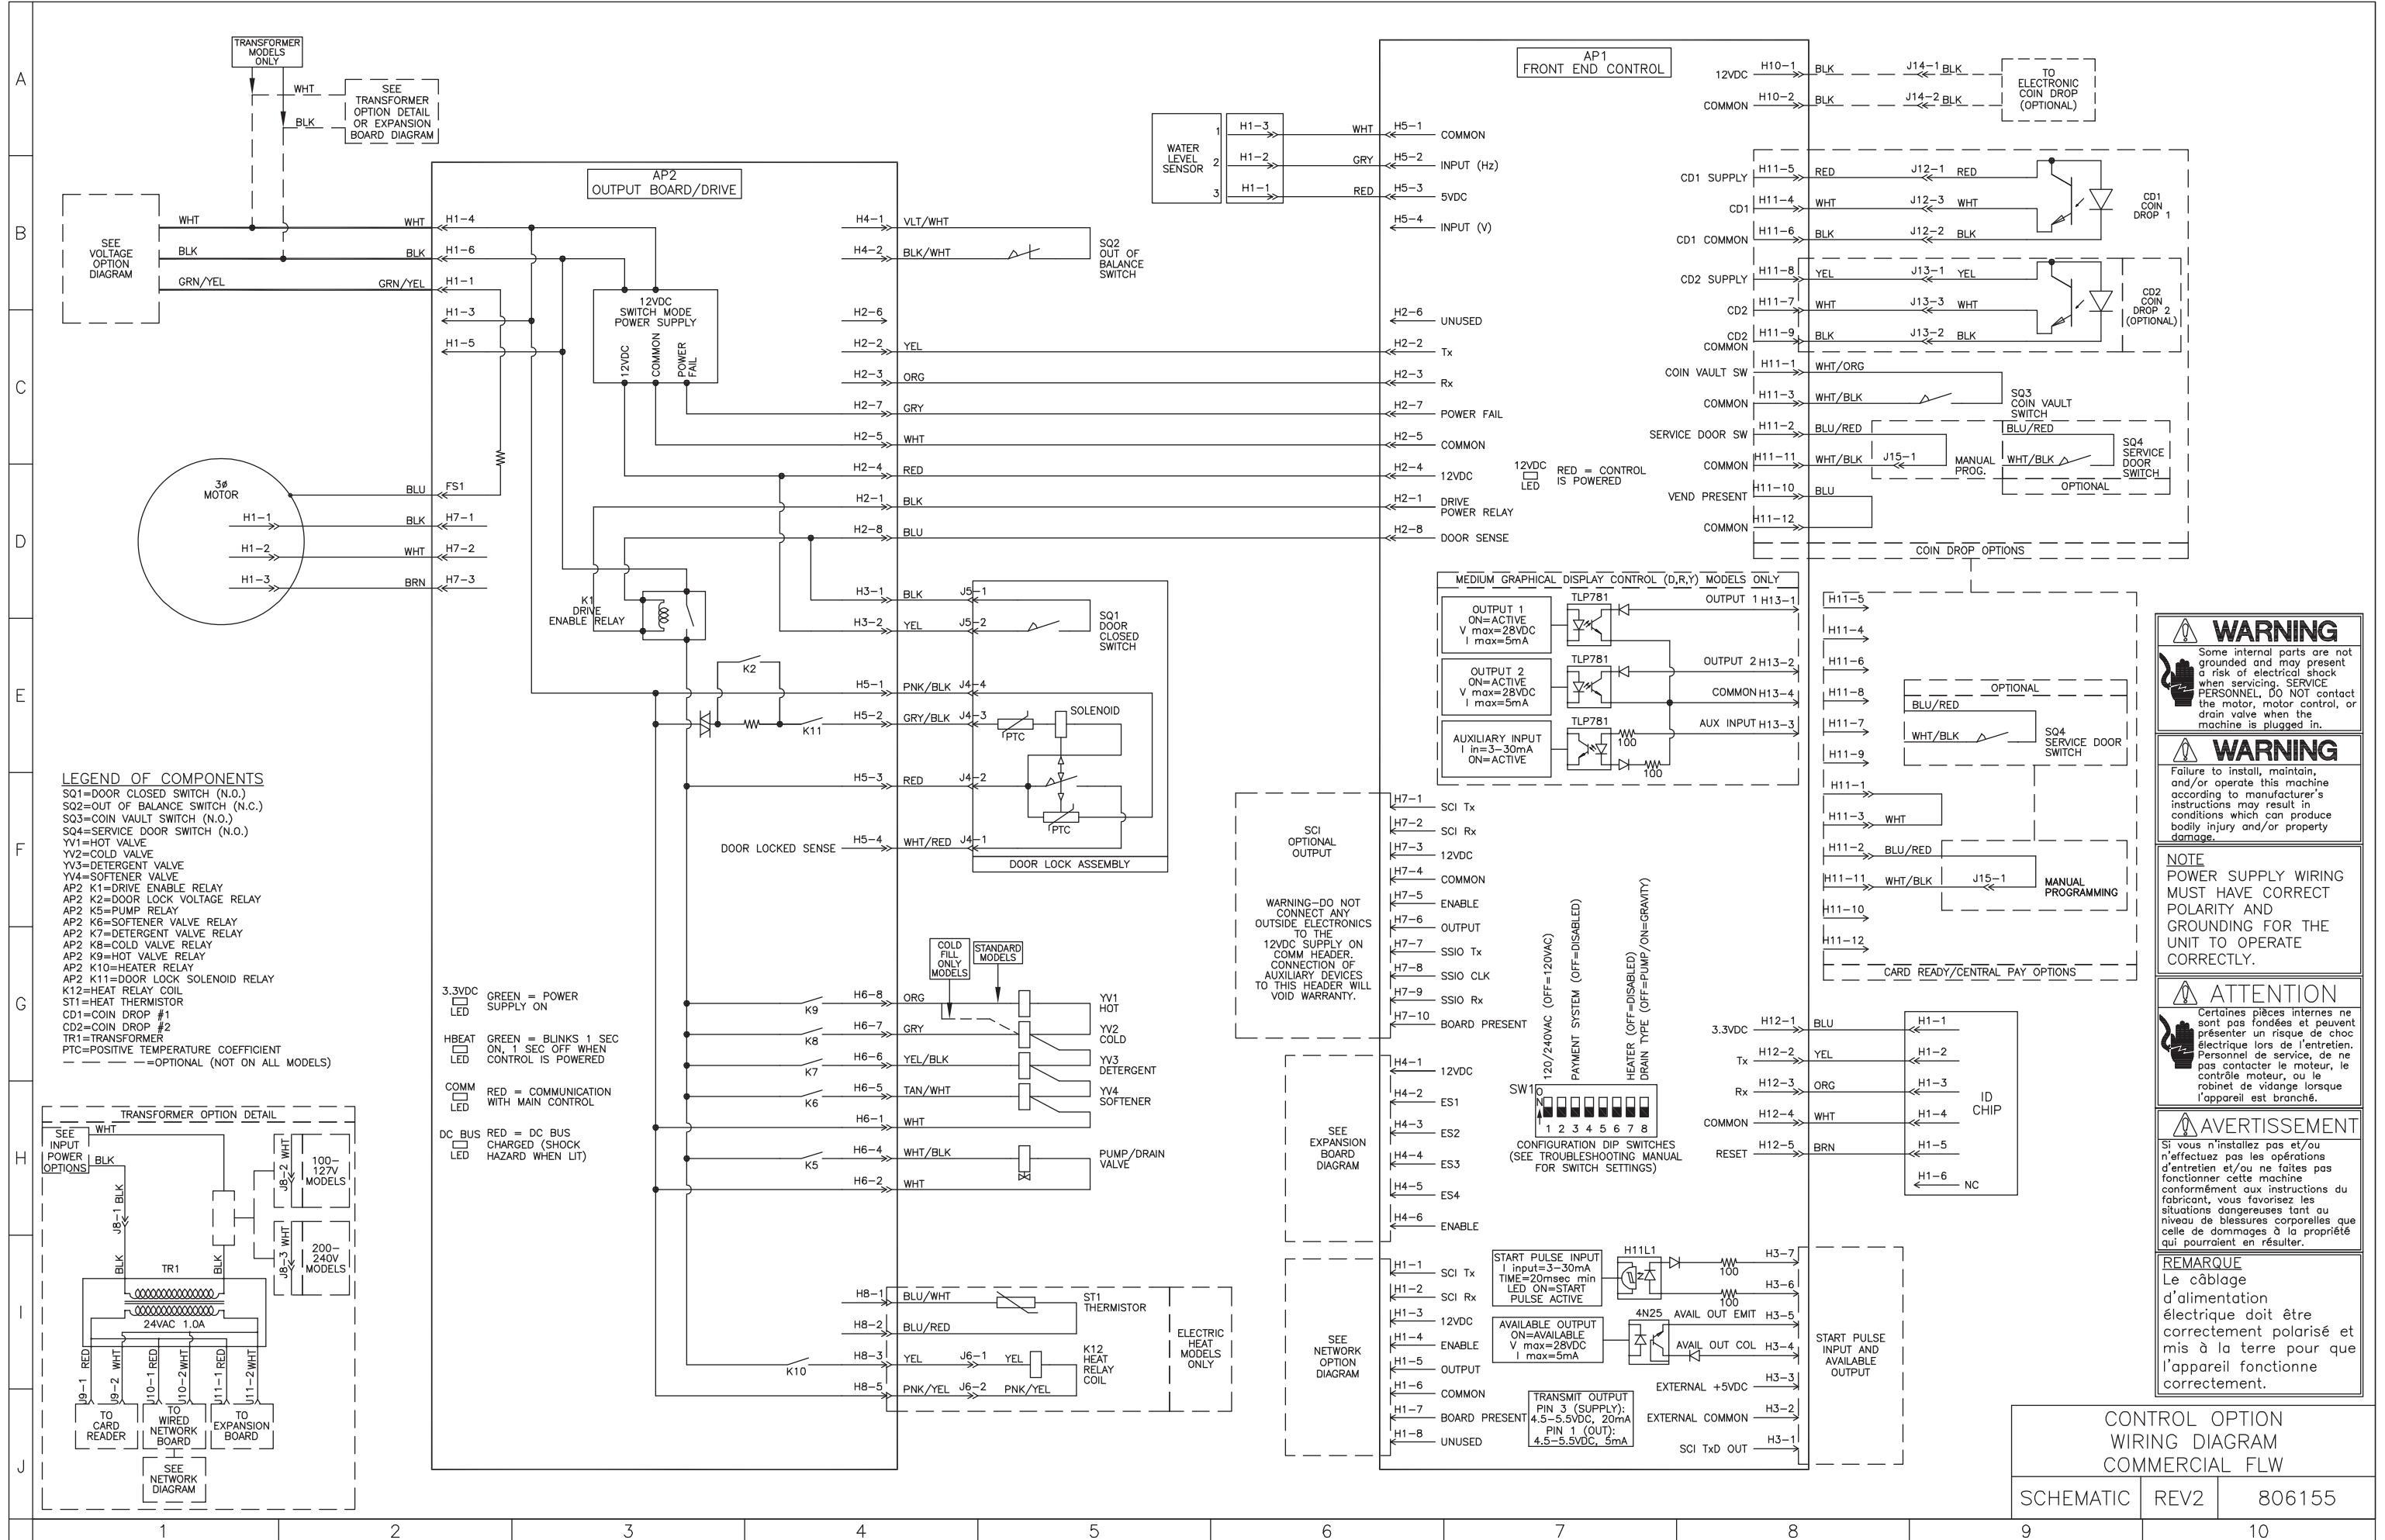 TRANSFORMER
MODELS
ONLY
WHT
BLK
SEE
TRANSFORMER
OPTION DETAIL
OR EXPANSION
BOARD DIAGRAM
SEE
VOLTAGE
OPTION
DIAGRAM
WHT
BLK
GRN/YEL
WHT
BLK
GRN/YEL
H1-4
H1-6
H1-1
H1-3
H1-5
AP2
OUTPUT BOARD/DRIVE
12VDC
SWITCH MODE
POWER SUPPLY
12VDC
COMMON
POWER
FAIL
3ø
MOTOR
H1-1
H1-2
H1-3
BLU
BLK
WHT
BRN
FS1
H7-1
H7-2
H7-3
K1
DRIVE
ENABLE RELAY
K2
K11
H4-1 VLT/WHT
H4-2 BLK/WHT
SQ2
OUT OF
BALANCE
SWITCH
H2-6
H2-2 YEL
H2-3 ORG
H2-7 GRY
H2-5 WHT
H2-4 RED
H2-1 BLK
H2-8 BLU
H3-1 BLK J5-1
H3-2 YEL J5-2
SQ1
DOOR
CLOSED
SWITCH
H5-1 PNK/BLK J4-4
H5-2 GRY/BLK J4-3
SOLENOID
PTC
H5-3 RED J4-2
PTC
DOOR LOCKED SENSE
H5-4 WHT/RED J4-1
DOOR LOCK ASSEMBLY
COLD
FILL
ONLY
MODELS
STANDARD
MODELS
K9
H6-8 ORG
YV1
HOT
K8
H6-7 GRY
YV2
COLD
K7
H6-6 YEL/BLK
YV3
DETERGENT
K6
H6-5 TAN/WHT
YV4
SOFTENER
H6-1 WHT
K5
H6-4 WHT/BLK
PUMP/DRAIN
VALVE
H6-2 WHT
H8-1 BLU/WHT
ST1
THERMISTOR
H8-2 BLU/RED
K10
H8-3 YEL J6-1 YEL
K12
HEAT
RELAY
COIL
H8-5 PNK/YEL J6-2 PNK/YEL
ELECTRIC
HEAT
MODELS
ONLY
3.3VDC
LED
GREEN = POWER
SUPPLY ON
HBEAT
LED
GREEN = BLINKS 1 SEC
ON, 1 SEC OFF WHEN
CONTROL IS POWERED
COMM
LED
RED = COMMUNICATION
WITH MAIN CONTROL
DC BUS
LED
RED = DC BUS
CHARGED (SHOCK
HAZARD WHEN LIT)
LEGEND OF COMPONENTS
SQ1=DOOR CLOSED SWITCH (N.O.)
SQ2=OUT OF BALANCE SWITCH (N.C.)
SQ3=COIN VAULT SWITCH (N.O.)
SQ4=SERVICE DOOR SWITCH (N.O.)
YV1=HOT VALVE
YV2=COLD VALVE
YV3=DETERGENT VALVE
YV4=SOFTENER VALVE
AP2 K1=DRIVE ENABLE RELAY
AP2 K2=DOOR LOCK VOLTAGE RELAY
AP2 K5=PUMP RELAY
AP2 K6=SOFTENER VALVE RELAY
AP2 K7=DETERGENT VALVE RELAY
AP2 K8=COLD VALVE RELAY
AP2 K9=HOT VALVE RELAY
AP2 K10=HEATER RELAY
AP2 K11=DOOR LOCK SOLENOID RELAY
K12=HEAT RELAY COIL
ST1=HEAT THERMISTOR
CD1=COIN DROP #1
CD2=COIN DROP #2
TR1=TRANSFORMER
PTC=POSITIVE TEMPERATURE COEFFICIENT
=OPTIONAL (NOT ON ALL MODELS)
TRANSFORMER OPTION DETAIL
SEE
INPUT
POWER
OPTIONS
WHT
BLK
J8-1 BLK
BLK
BLK
J8-2 WHT
100-
127V
MODELS
J8-3 WHT
200-
240V
MODELS
TR1
24VAC 1.0A
J9-1 RED
J9-2 WHT
J10-1 RED
J10-2 WHT
J11-1 RED
J11-2 WHT
TO
CARD
READER
TO
WIRED
NETWORK
BOARD
TO
EXPANSION
BOARD
SEE
NETWORK
DIAGRAM
WATER
LEVEL
SENSOR
1
2
3
H1-3
H1-2
H1-1
WHT
GRY
RED
AP1
FRONT END CONTROL
H5-1 COMMON
H5-2 INPUT (Hz)
H5-3 5VDC
H5-4 INPUT (V)
H2-6 UNUSED
H2-2 Tx
H2-3 Rx
H2-7 POWER FAIL
H2-5 COMMON
H2-4 12VDC
H2-1 DRIVE
POWER RELAY
H2-8 DOOR SENSE
12VDC
LED
RED = CONTROL
IS POWERED
12VDC H10-1 BLK J14-1 BLK
COMMON H10-2 BLK J14-2 BLK
TO
ELECTRONIC
COIN DROP
(OPTIONAL)
CD1 SUPPLY H11-5 RED J12-1 RED
CD1 H11-4 WHT J12-3 WHT
CD1 COMMON H11-6 BLK J12-2 BLK
CD1
COIN
DROP 1
CD2 SUPPLY H11-8 YEL J13-1 YEL
CD2 H11-7 WHT J13-3 WHT
CD2
COMMON H11-9 BLK J13-2 BLK
CD2
COIN
DROP 2
(OPTIONAL)
COIN VAULT SW H11-1 WHT/ORG
COMMON H11-3 WHT/BLK
SQ3
COIN VAULT
SWITCH
SERVICE DOOR SW H11-2 BLU/RED
BLU/RED
COMMON H11-11 WHT/BLK J15-1
MANUAL
PROG.
WHT/BLK
SQ4
SERVICE
DOOR
SWITCH
OPTIONAL
VEND PRESENT H11-10 BLU
COMMON H11-12
COIN DROP OPTIONS
MEDIUM GRAPHICAL DISPLAY CONTROL (D,R,Y) MODELS ONLY
OUTPUT 1
ON=ACTIVE
V max=28VDC
I max=5mA
TLP781
OUTPUT 1 H13-1
OUTPUT 2
ON=ACTIVE
V max=28VDC
I max=5mA
TLP781
OUTPUT 2 H13-2
COMMON H13-4
AUXILIARY INPUT
I in=3-30mA
ON=ACTIVE
TLP781
100
100
AUX INPUT H13-3
SCI
OPTIONAL
OUTPUT
WARNING-DO NOT
CONNECT ANY
OUTSIDE ELECTRONICS
TO THE
12VDC SUPPLY ON
COMM HEADER.
CONNECTION OF
AUXILIARY DEVICES
TO THIS HEADER WILL
VOID WARRANTY.
H7-1 SCI Tx
H7-2 SCI Rx
H7-3 12VDC
H7-4 COMMON
H7-5 ENABLE
H7-6 OUTPUT
H7-7 SSIO Tx
H7-8 SSIO CLK
H7-9 SSIO Rx
H7-10 BOARD PRESENT
SEE
EXPANSION
BOARD
DIAGRAM
H4-1 12VDC
H4-2 ES1
H4-3 ES2
H4-4 ES3
H4-5 ES4
H4-6 ENABLE
SEE
NETWORK
OPTION
DIAGRAM
H1-1 SCI Tx
H1-2 SCI Rx
H1-3 12VDC
H1-4 ENABLE
H1-5 OUTPUT
H1-6 COMMON
H1-7 BOARD PRESENT
H1-8 UNUSED
120/240VAC (OFF=120VAC)
PAYMENT SYSTEM (OFF=DISABLED)
HEATER (OFF=DISABLED)
DRAIN TYPE (OFF=PUMP/ON=GRAVITY)
SW1
O
N
1 2 3 4 5 6 7 8
CONFIGURATION DIP SWITCHES
(SEE TROUBLESHOOTING MANUAL
FOR SWITCH SETTINGS)
3.3VDC H12-1 BLU H1-1
Tx H12-2 YEL H1-2
Rx H12-3 ORG H1-3
COMMON H12-4 WHT H1-4
RESET H12-5 BRN H1-5
H1-6 NC
ID
CHIP
START PULSE INPUT
I input=3-30mA
TIME=20msec min
LED ON=START
PULSE ACTIVE
H11L1
100
100
H3-7
H3-6
AVAILABLE OUTPUT
ON=AVAILABLE
V max=28VDC
I max=5mA
4N25
AVAIL OUT EMIT H3-5
AVAIL OUT COL H3-4
EXTERNAL +5VDC H3-3
EXTERNAL COMMON H3-2
SCI TxD OUT H3-1
TRANSMIT OUTPUT
PIN 3 (SUPPLY):
4.5-5.5VDC, 20mA
PIN 1 (OUT):
4.5-5.5VDC, 5mA
START PULSE
INPUT AND
AVAILABLE
OUTPUT
H11-5
H11-4
H11-6
H11-8
H11-7
H11-9
H11-1
H11-3 WHT
H11-2 BLU/RED
H11-11 WHT/BLK J15-1
H11-10
H11-12
OPTIONAL
BLU/RED
WHT/BLK
SQ4
SERVICE DOOR
SWITCH
MANUAL
PROGRAMMING
CARD READY/CENTRAL PAY OPTIONS
WARNING
Some internal parts are not
grounded and may present
a risk of electrical shock
when servicing. SERVICE
PERSONNEL, DO NOT contact
the motor, motor control, or
drain valve when the
machine is plugged in.
WARNING
Failure to install, maintain,
and/or operate this machine
according to manufacturer's
instructions may result in
conditions which can produce
bodily injury and/or property
damage.
NOTE
POWER SUPPLY WIRING
MUST HAVE CORRECT
POLARITY AND
GROUNDING FOR THE
UNIT TO OPERATE
CORRECTLY.
ATTENTION
Certaines pièces internes ne
sont pas fondées et peuvent
présenter un risque de choc
électrique lors de l'entretien.
Personnel de service, de ne
pas contacter le moteur, le
contrôle moteur, ou le
robinet de vidange lorsque
l'appareil est branché.
AVERTISSEMENT
Si vous n'installez pas et/ou
n'effectuez pas les opérations
d'entretien et/ou ne faites pas
fonctionner cette machine
conformément aux instructions du
fabricant, vous favorisez les
situations dangereuses tant au
niveau de blessures corporelles que
celle de dommages à la propriété
qui pourraient en résulter.
REMARQUE
Le câblage
d'alimentation
électrique doit être
correctement polarisé et
mis à la terre pour que
l'appareil fonctionne
correctement.
CONTROL OPTION
WIRING DIAGRAM
COMMERCIAL FLW
SCHEMATIC REV2 806155
A
B
C
D
E
F
G
H
I
J
1 2 3 4 5 6 7 8 9 10